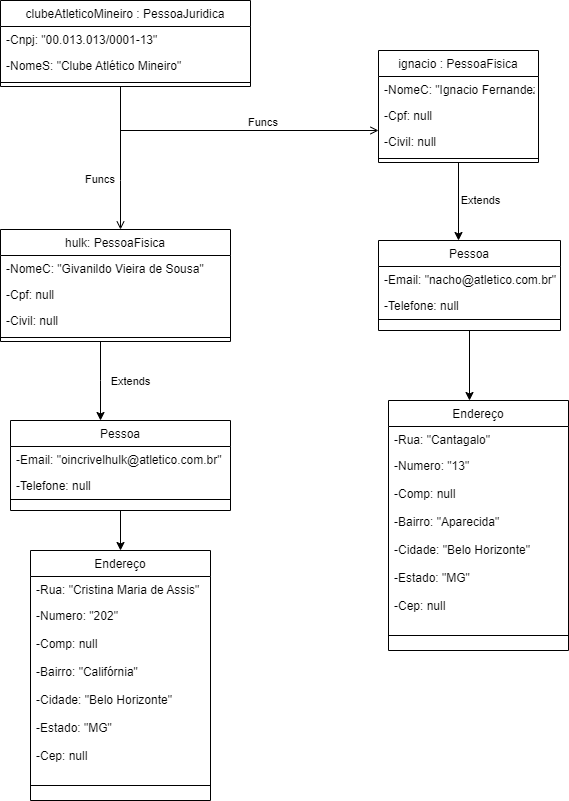 clubeAtleticoMineiro : PessoaJuridica
-Cnpj: "00.013.013/0001-13"
-NomeS: "Clube Atlético Mineiro"
Funcs
Funcs
ignacio : PessoaFisica
-NomeC: "Ignacio Fernandez
-Cpf: null
-Civil: null
Extends
Pessoa
-Email: "nacho@atletico.com.br"
-Telefone: null
Endereço
-Rua: "Cantagalo"
-Numero: "13"
-Comp: null
-Bairro: "Aparecida"
-Cidade: "Belo Horizonte"
-Estado: "MG"
-Cep: null
hulk: PessoaFisica
-NomeC: "Givanildo Vieira de Sousa"
-Cpf: null
-Civil: null
Extends
Pessoa
-Email: "oincrivelhulk@atletico.com.br"
-Telefone: null
Endereço
-Rua: "Cristina Maria de Assis"
-Numero: "202"
-Comp: null
-Bairro: "Califórnia"
-Cidade: "Belo Horizonte"
-Estado: "MG"
-Cep: null